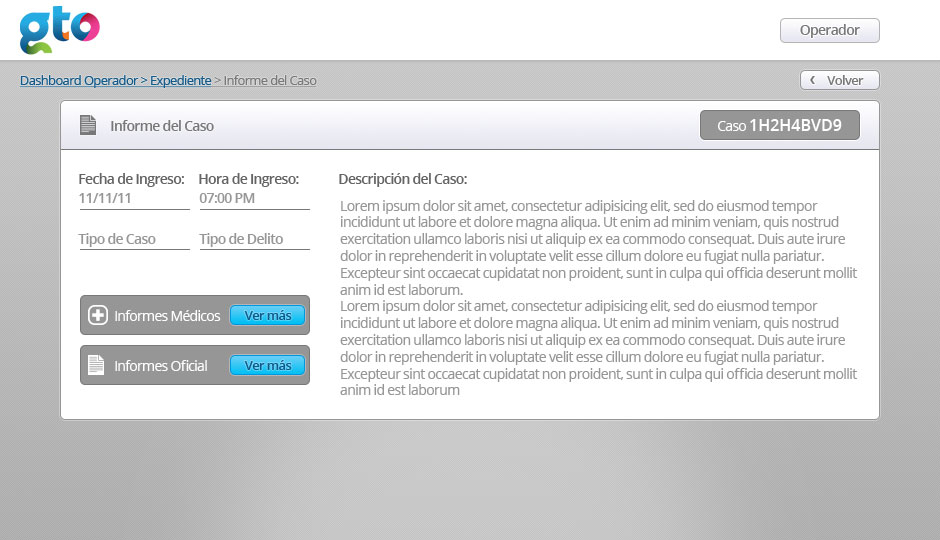 gto
Operador
Dashboard Operador > Expediente > Informe del Caso
Volver
Informe del Caso
Caso 1H2H4BVD9
Fecha de Ingreso:
11/11/11
Hora de Ingreso:
07:00 PM
Tipo de Caso
Tipo de Delito
Informes Médicos
Ver más
Informes Oficial
Ver más
Descripción del Caso:
Lorem ipsum dolor sit amet, consectetur adipisicing elit, sed do eiusmod tempor
incididunt ut labore et dolore magna aliqua. Ut enim ad minim veniam, quis nostrud
exercitation ullamco laboris nisi ut aliquip ex ea commodo consequat. Duis aute irure
dolor in reprehenderit in voluptate velit esse cillum dolore eu fugiat nulla pariatur.
Excepteur sint occaecat cupidatat non proident, sunt in culpa qui officia deserunt mollit
anim id est laborum.
Lorem ipsum dolor sit amet, consectetur adipisicing elit, sed do eiusmod tempor
incididunt ut labore et dolore magna aliqua. Ut enim ad minim veniam, quis nostrud
exercitation ullamco laboris nisi ut aliquip ex ea commodo consequat. Duis aute irure
dolor in reprehenderit in voluptate velit esse cillum dolore eu fugiat nulla pariatur.
Excepteur sint occaecat cupidatat non proident, sunt in culpa qui officia deserunt mollit
anim id est laborum